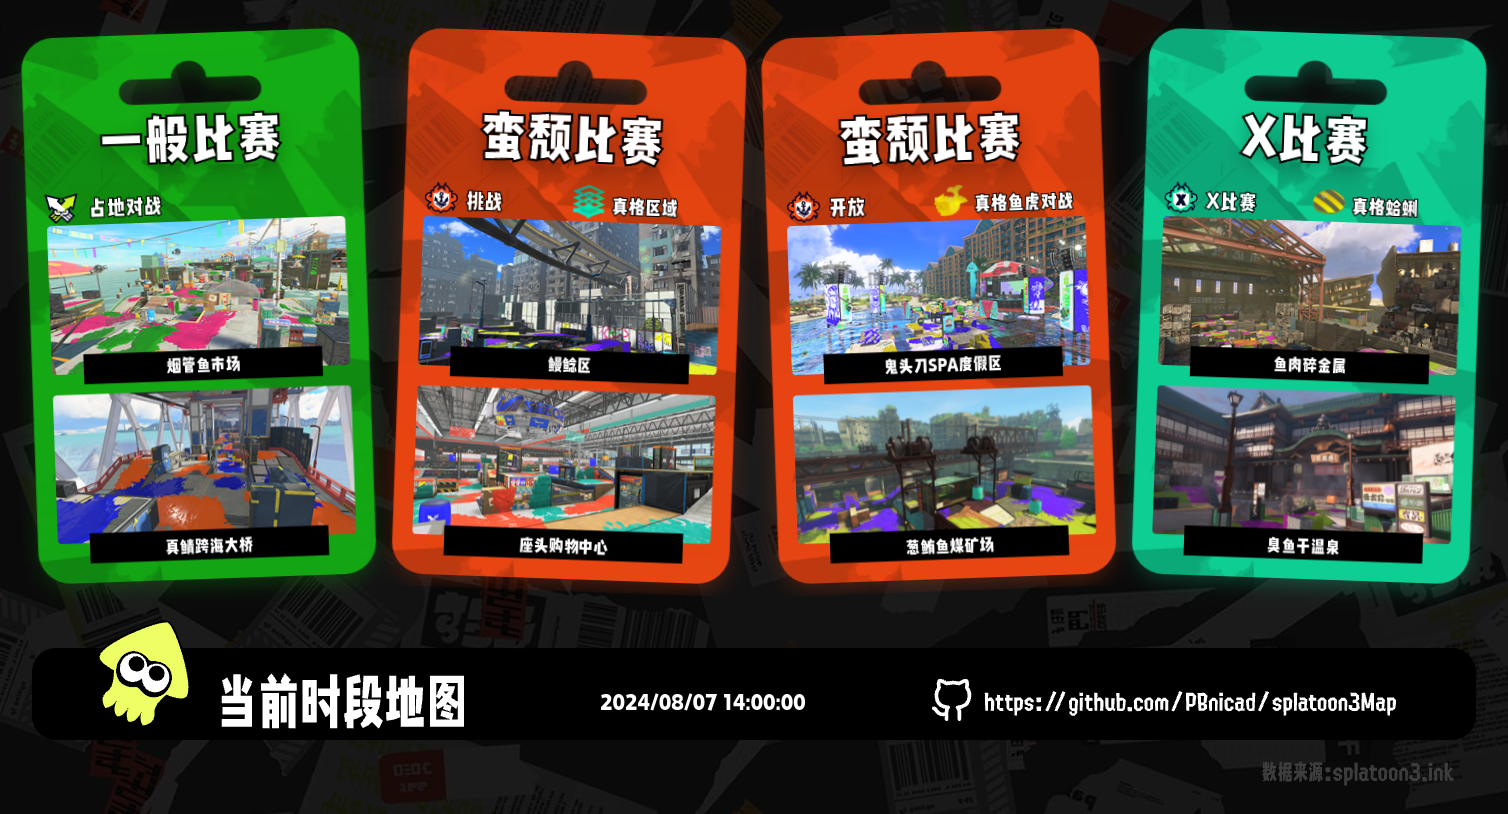 一般比赛
占地对战
烟管鱼市场
真鲭跨海大桥
蛮颓比赛
挑战
真格区域
鳗鲶区
座头购物中心
蛮颓比赛
开放
真格鱼虎对战
鬼头刀SPA度假区
葱鲔鱼煤矿场
X比赛
X比赛
真格蛤蜊
鱼肉碎金属
臭鱼干温泉
当前时段地图
2024/08/07 14:00:00
https://github.com/PBnicad/splatoon3Map
数据来源:splatoon3.ink